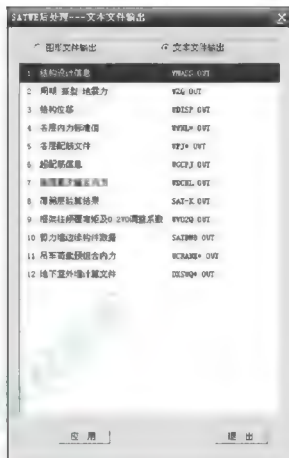 SATWE后处理---文本文件输出 X
图形文件输出 文本文件输出
1 结构设计信息 WMASS.OUT
2 周期 振型 地震力 WZQ.OUT
3 结构位移 WDISP.OUT
4 各层内力标准值 WWNL*.OUT
5 各层配筋文件 WPJ*.OUT
6 超配筋信息 WGCPJ.OUT
7 WDCNL.OUT
8 薄弱层验算结果 SAT-K.OUT
9 框架柱倾覆弯矩及0.2V0调整系数 WV02Q.OUT
10 剪力墙边缘构件数据 SATBMB.OUT
11 吊车荷载预组合内力 WCRANE*.OUT
12 地下室外墙计算文件 DXSWQ*.OUT
应用 退出